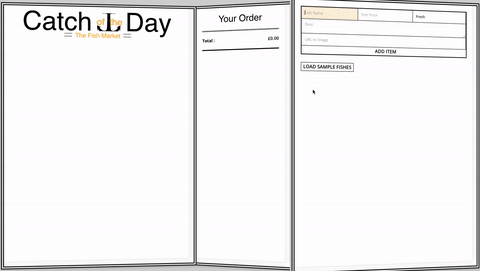 Catch of the Day
The Fish Market
Your Order
Total : £0.00
Fish Name
Fish Price
Fresh
Desc
URL to Image
ADD ITEM
LOAD SAMPLE FISHES